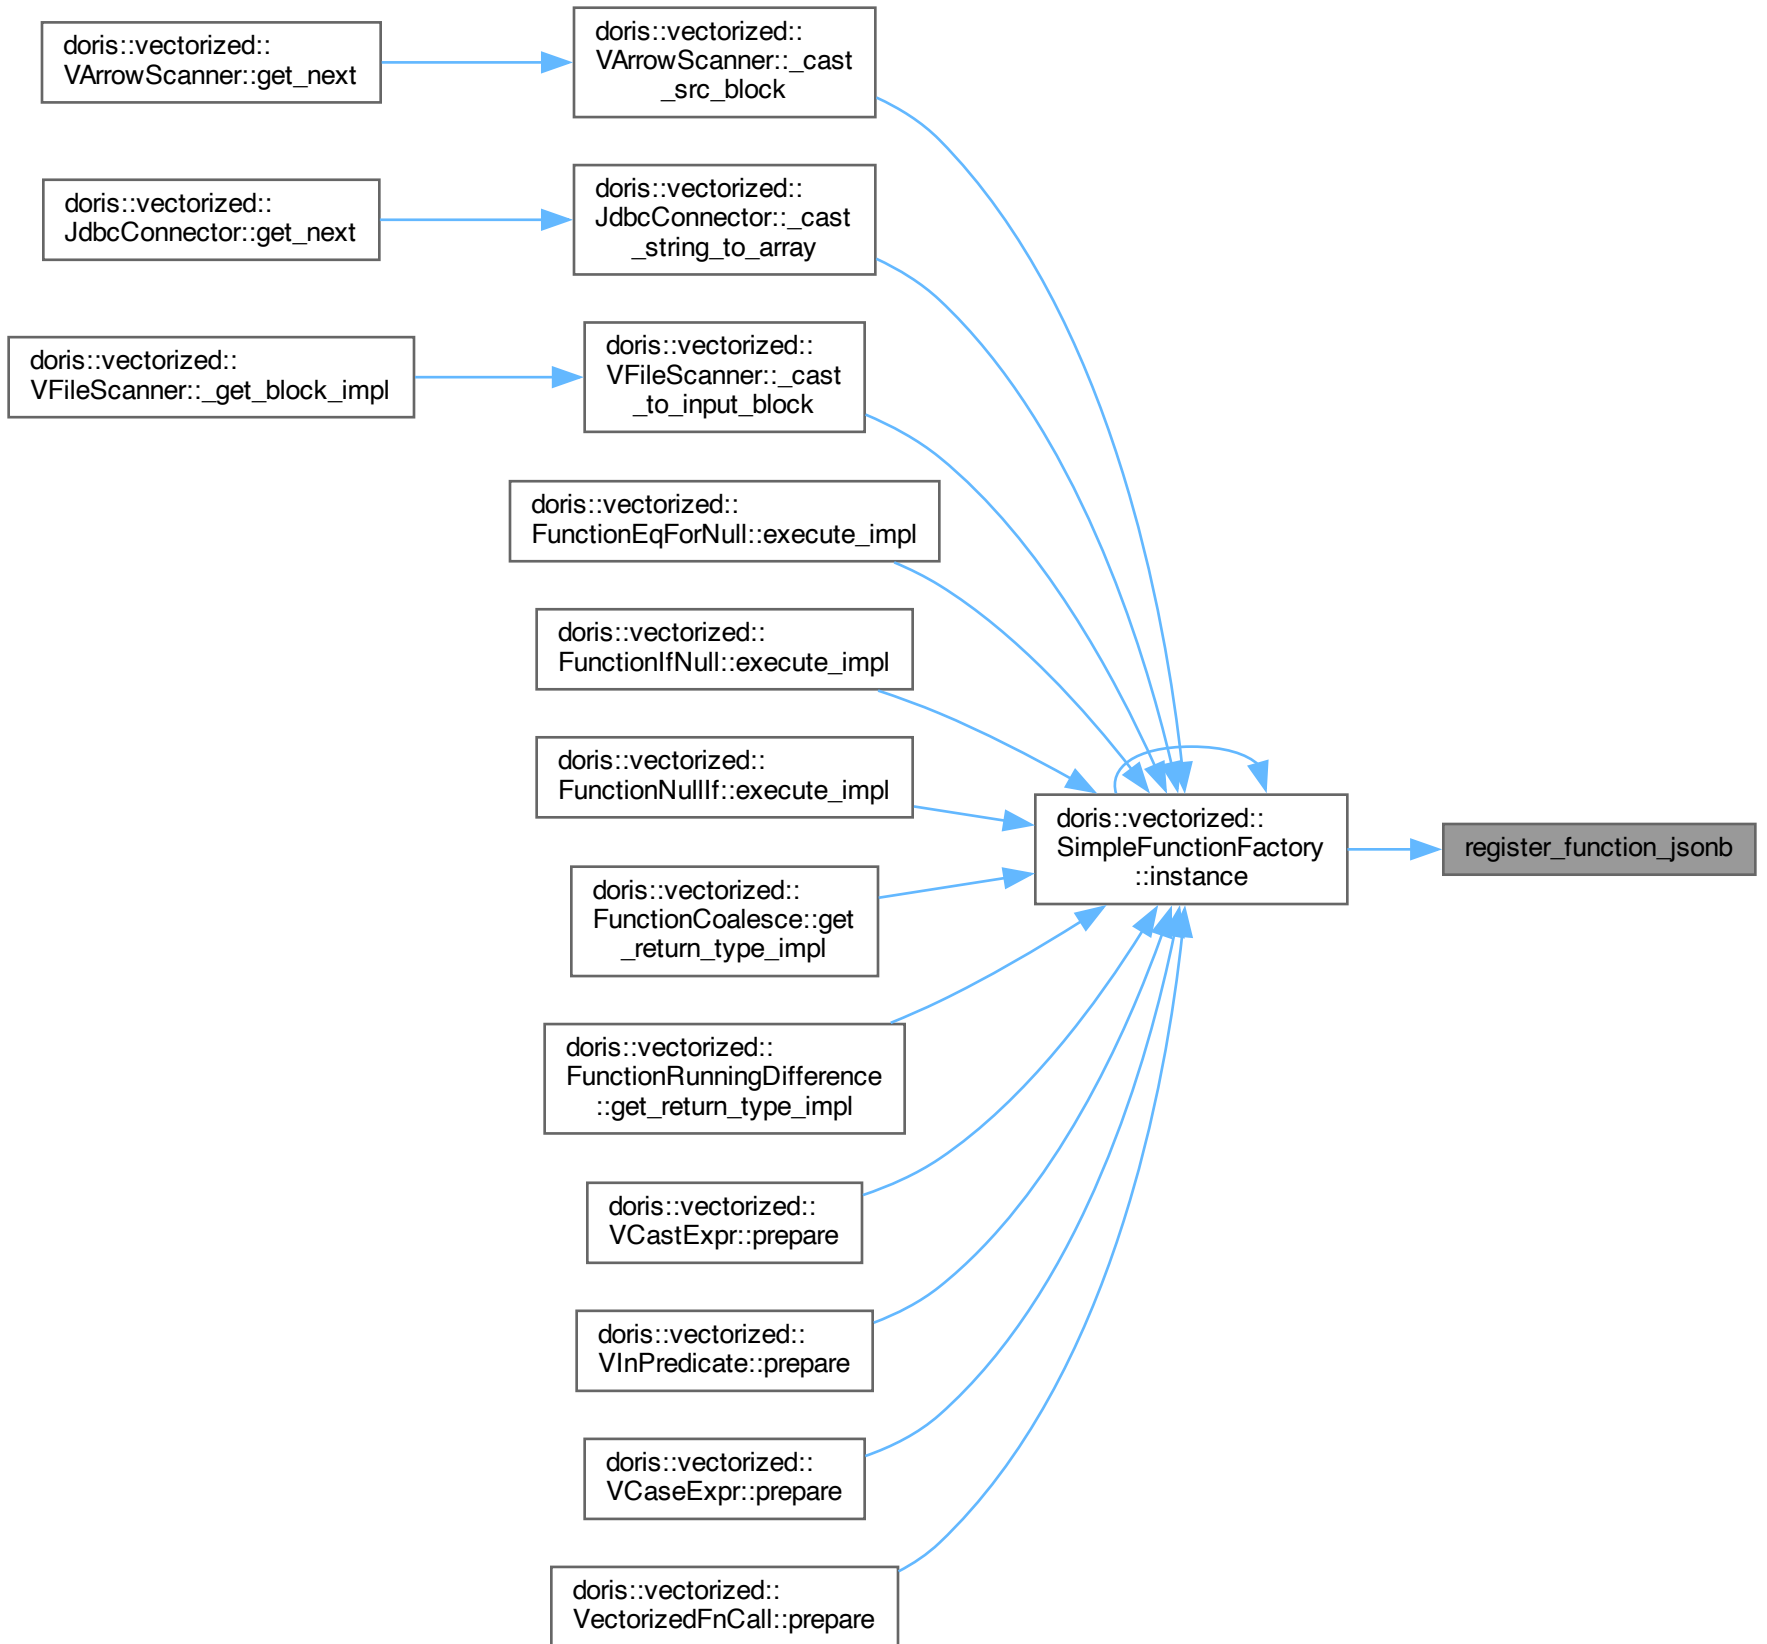 doris::vectorized::
VArrowScanner::get_next
doris::vectorized::
VArrowScanner::_cast
_src_block
doris::vectorized::
JdbcConnector::get_next
doris::vectorized::
JdbcConnector::_cast
_string_to_array
doris::vectorized::
VFileScanner::_get_block_impl
doris::vectorized::
VFileScanner::_cast
_to_input_block
doris::vectorized::
FunctionEqForNull::execute_impl
doris::vectorized::
FunctionIfNull::execute_impl
doris::vectorized::
FunctionNullIf::execute_impl
doris::vectorized::
SimpleFunctionFactory
::instance
register_function_jsonb
doris::vectorized::
FunctionCoalesce::get
_return_type_impl
doris::vectorized::
FunctionRunningDifference
::get_return_type_impl
doris::vectorized::
VCastExpr::prepare
doris::vectorized::
VInPredicate::prepare
doris::vectorized::
VCaseExpr::prepare
doris::vectorized::
VectorizedFnCall::prepare